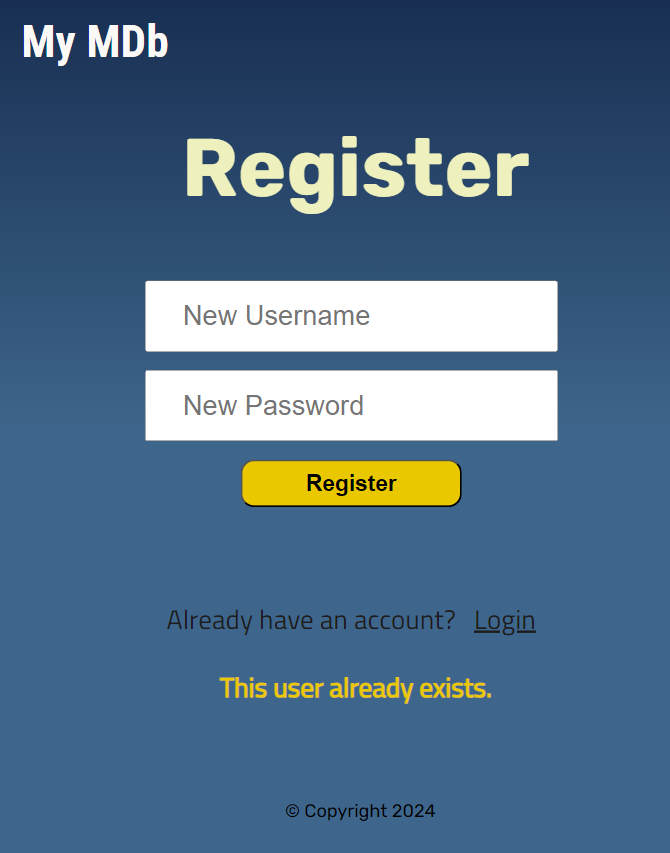 My MDb
Register
New Username
New Password
Register
Already have an account? Login
This user already exists.
© Copyright 2024